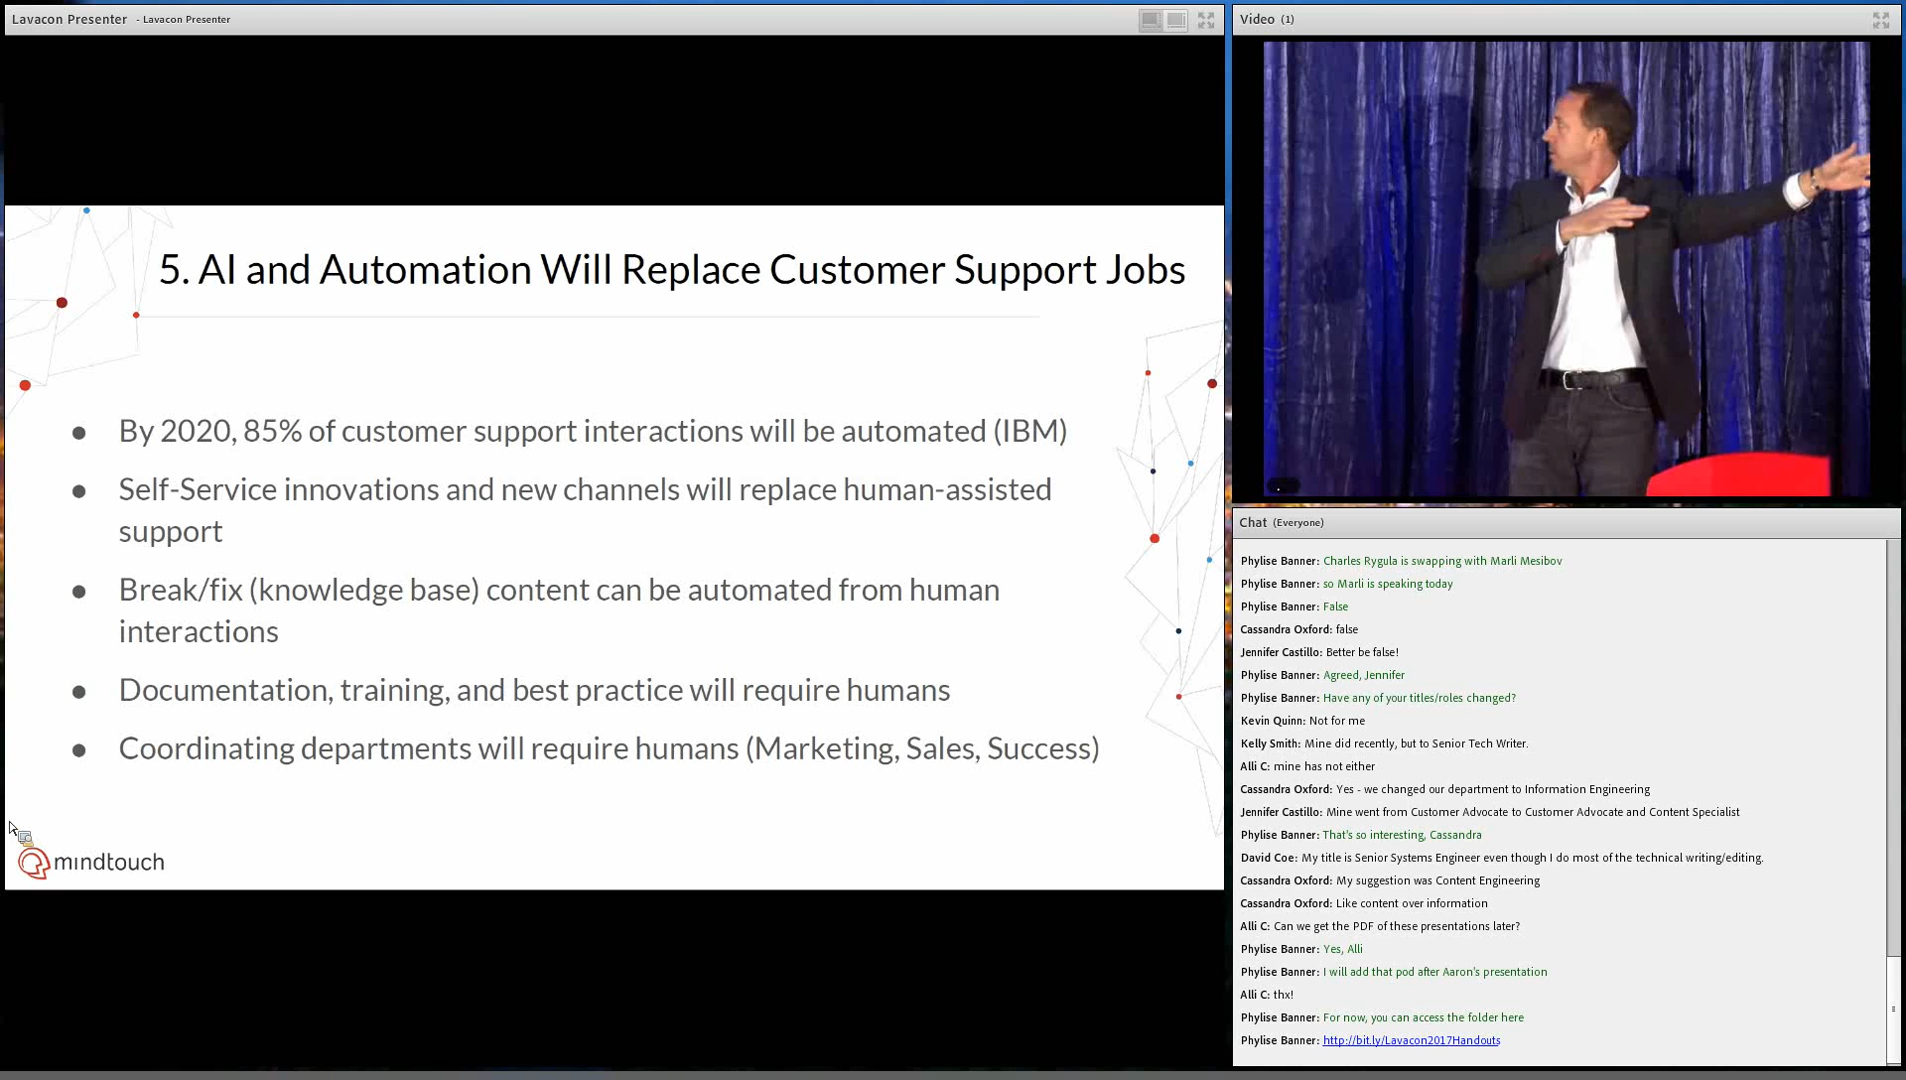 Lavacon Presenter - Lavacon Presenter
5. AI and Automation Will Replace Customer Support Jobs
● By 2020, 85% of customer support interactions will be automated (IBM)
● Self-Service innovations and new channels will replace human-assisted
support
● Break/fix (knowledge base) content can be automated from human
interactions
● Documentation, training, and best practice will require humans
● Coordinating departments will require humans (Marketing, Sales, Success)
mindtouch
Video (1)
Chat (Everyone)
Phylise Banner: Charles Rygula is swapping with Marli Mesibov
Phylise Banner: so Marli is speaking today
Phylise Banner: False
Cassandra Oxford: false
Jennifer Castillo: Better be false!
Phylise Banner: Agreed, Jennifer
Phylise Banner: Have any of your titles/roles changed?
Kevin Quinn: Not for me
Kelly Smith: Mine did recently, but to Senior Tech Writer.
Alli C: mine has not either
Cassandra Oxford: Yes - we changed our department to Information Engineering
Jennifer Castillo: Mine went from Customer Advocate to Customer Advocate and Content Specialist
Phylise Banner: That's so interesting, Cassandra
David Coe: My title is Senior Systems Engineer even though I do most of the technical writing/editing.
Cassandra Oxford: My suggestion was Content Engineering
Cassandra Oxford: Like content over information
Alli C: Can we get the PDF of these presentations later?
Phylise Banner: Yes, Alli
Phylise Banner: I will add that pod after Aaron's presentation
Alli C: thx!
Phylise Banner: For now, you can access the folder here
Phylise Banner: http://bit.ly/Lavacon2017Handouts